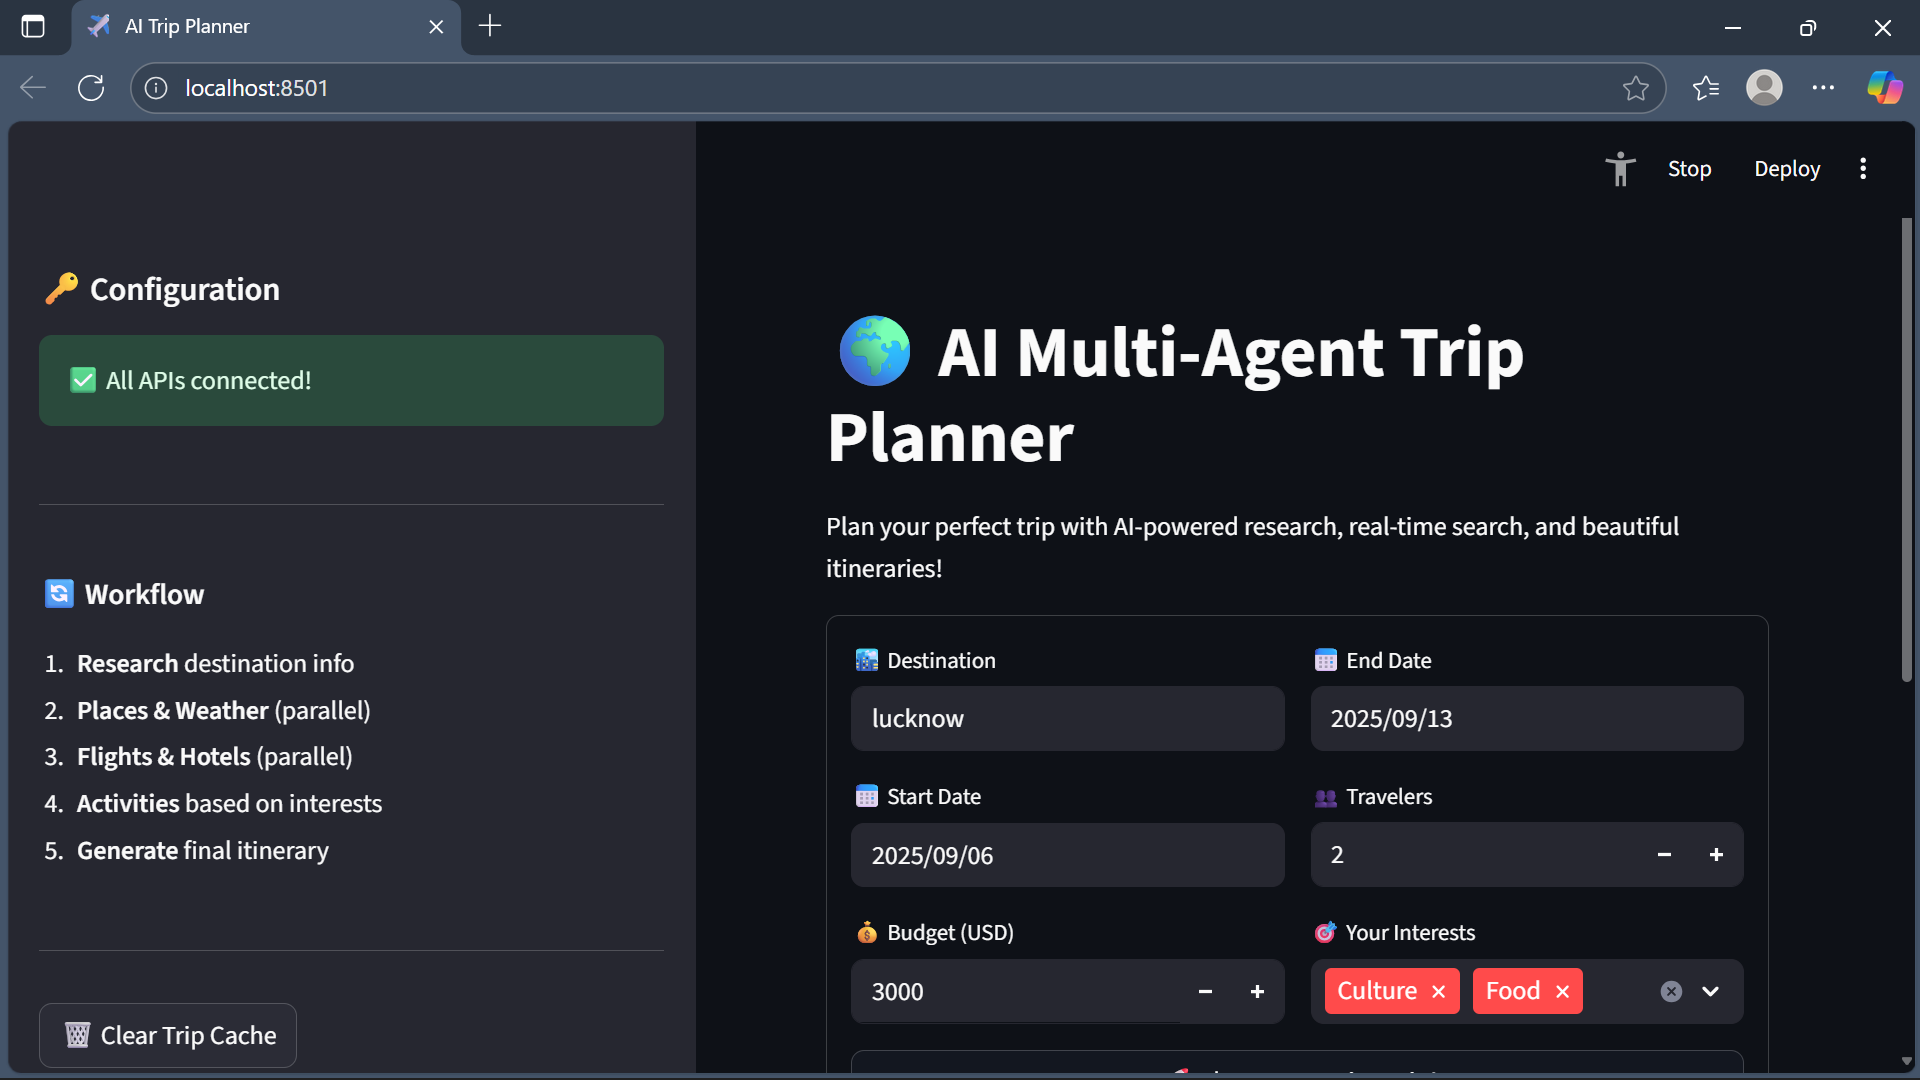 AI Trip Planner
localhost:8501
Stop Deploy
🔑 Configuration
✅ All APIs connected!
🔄 Workflow
1. Research destination info
2. Places & Weather (parallel)
3. Flights & Hotels (parallel)
4. Activities based on interests
5. Generate final itinerary
🗑️ Clear Trip Cache
🌍 AI Multi-Agent Trip
Planner
Plan your perfect trip with AI-powered research, real-time search, and beautiful
itineraries!
🏙️ Destination
lucknow
📅 End Date
2025/09/13
📅 Start Date
2025/09/06
👥 Travelers
2
💰 Budget (USD)
3000
🎯 Your Interests
Culture Food